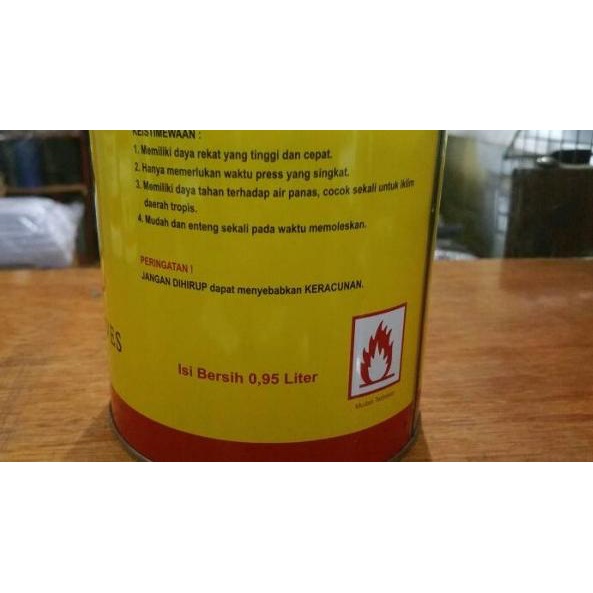 KEISTIMEWAAN :
1. Memiliki daya rekat yang tinggi dan cepat.
2. Hanya memerlukan waktu press yang singkat.
3. Memiliki daya tahan terhadap air panas, cocok sekali untuk iklim
daerah tropis.
4. Mudah dan enteng sekali pada waktu memoleskan.
PERINGATAN !
JANGAN DIHIRUP dapat menyebabkan KERACUNAN.
Isi Bersih 0,95 Liter
Mudah Terbakar